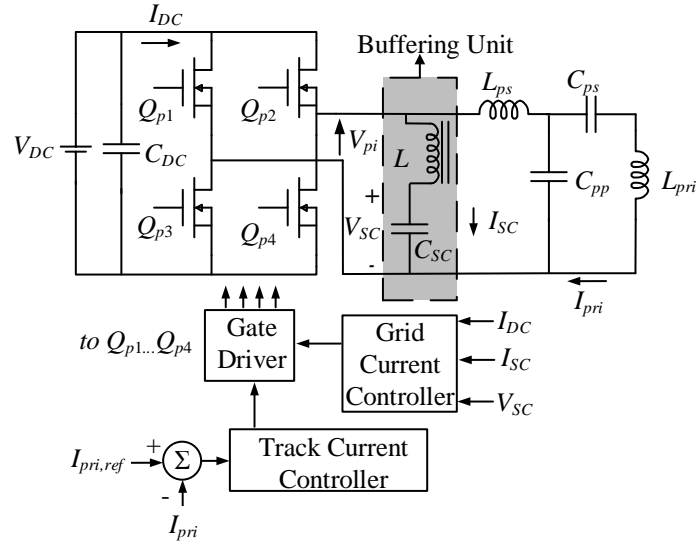 I_DC
Buffering Unit
Q_p1
Q_p2
V_pi
L_ps
C_ps
V_DC
C_DC
L
C_pp
L_pri
Q_p3
Q_p4
+
V_SC
-
C_SC
I_SC
I_pri
to Q_p1...Q_p4
Gate
Driver
Grid
Current
Controller
I_DC
I_SC
V_SC
I_pri,ref
+
Σ
-
Track Current
Controller
I_pri